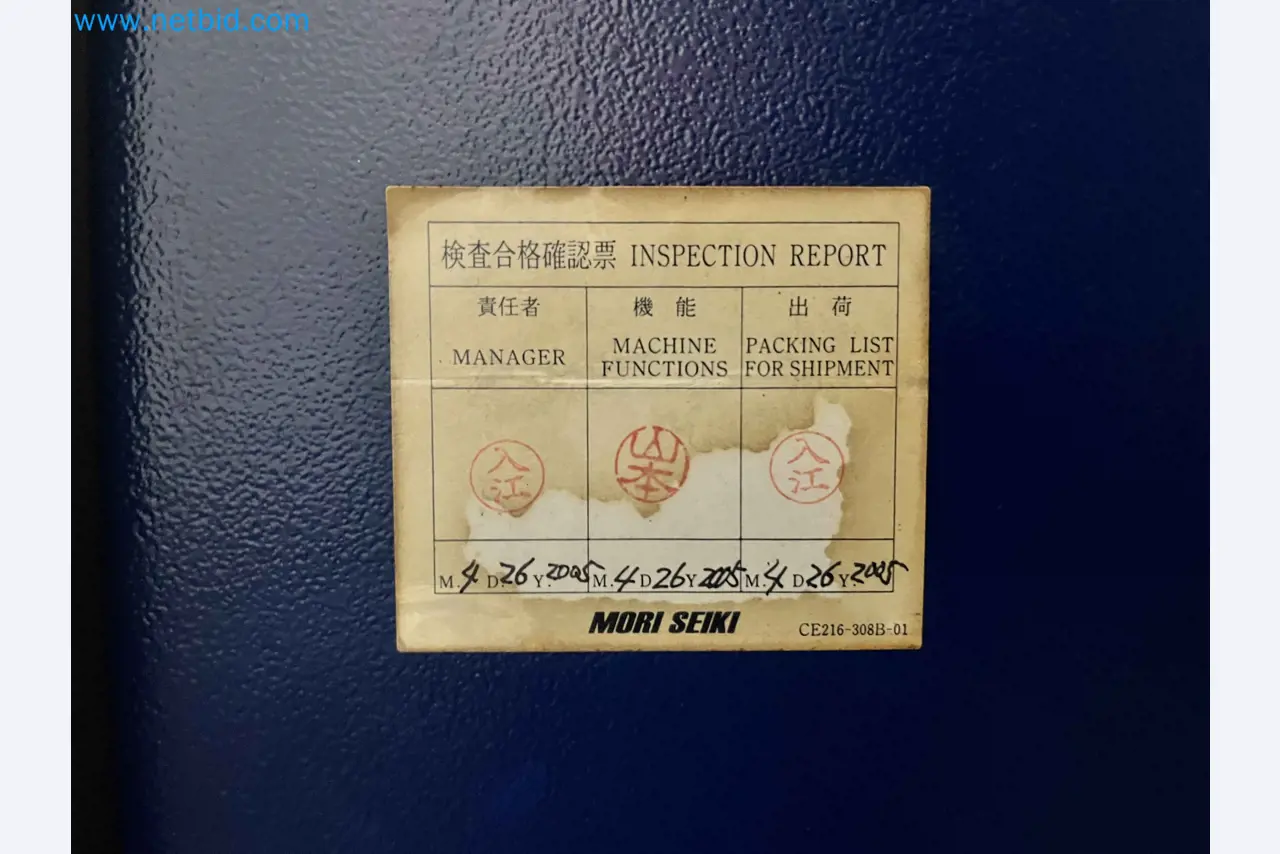 www.netbid.com
検査合格確認票 INSPECTION REPORT
責任者 機 能 出 荷
MANAGER MACHINE FUNCTIONS PACKING LIST FOR SHIPMENT
入江 山本 入江
M. 4 D. 26 Y. 2005 M. 4 D 26 Y 2005 M. 4 D 26 Y. 2005
MORI SEIKI
CE216-308B-01